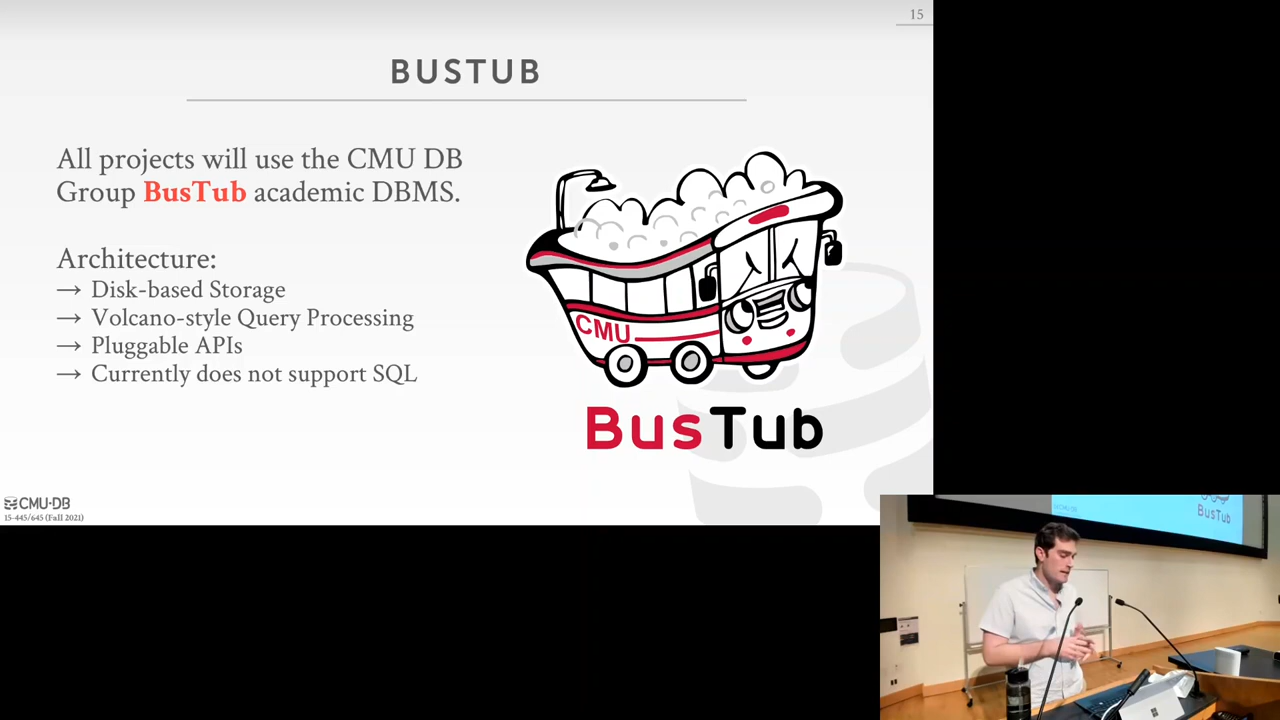 15
BUSTUB
All projects will use the CMU DB
Group BusTub academic DBMS.
Architecture:
→ Disk-based Storage
→ Volcano-style Query Processing
→ Pluggable APIs
→ Currently does not support SQL
CMU
BusTub
CMU·DB
15-445/645 (Fall 2021)
BusTub